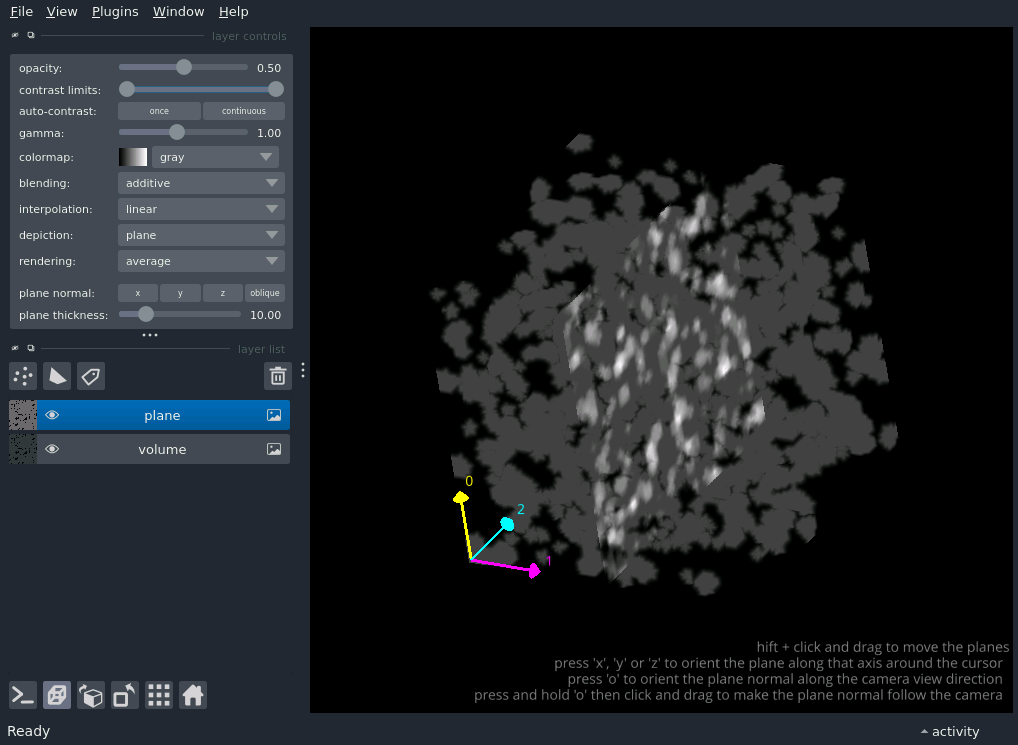 File View Plugins Window Help
layer controls
opacity: 0.50
contrast limits:
auto-contrast: once continuous
gamma: 1.00
colormap: gray
blending: additive
interpolation: linear
depiction: plane
rendering: average
plane normal: x y z oblique
plane thickness: 10.00
layer list
plane
volume
0
2
1
hift + click and drag to move the planes
press 'x', 'y' or 'z' to orient the plane along that axis around the cursor
press 'o' to orient the plane normal along the camera view direction
press and hold 'o' then click and drag to make the plane normal follow the camera
Ready
activity